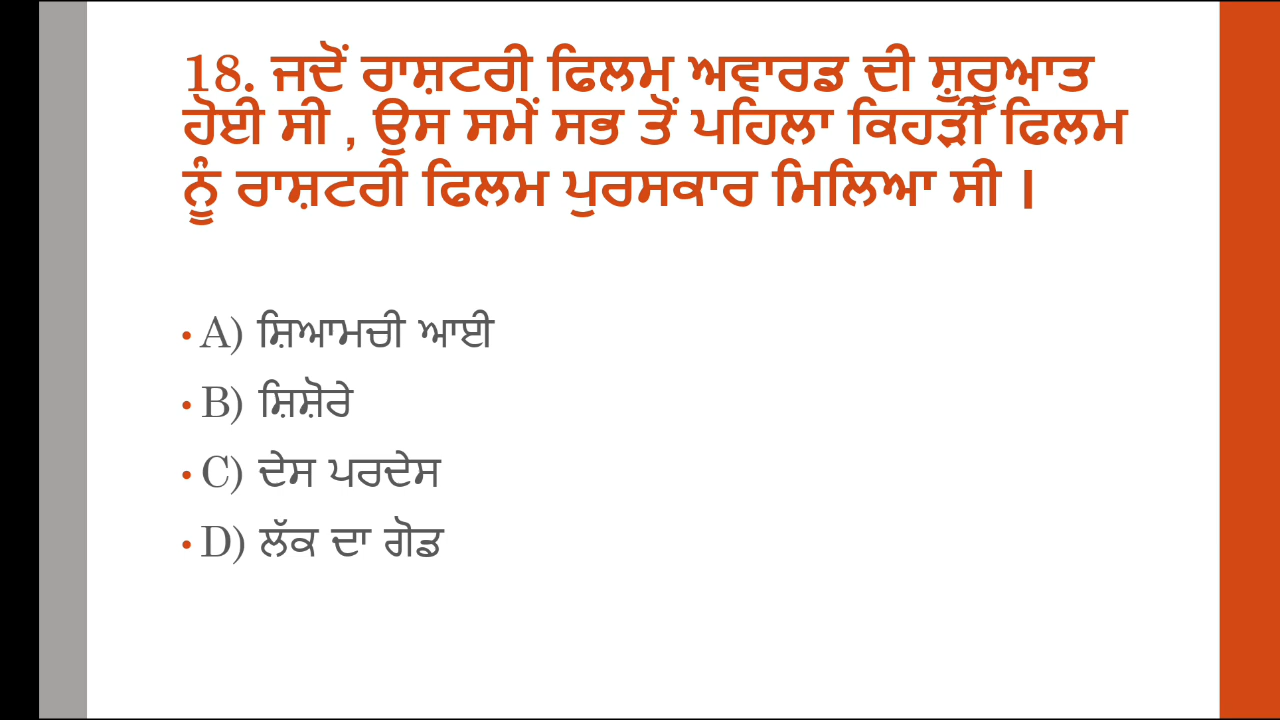 18. ਜਦੋਂ ਰਾਸ਼ਟਰੀ ਫਿਲਮ ਅਵਾਰਡ ਦੀ ਸ਼ੁਰੂਆਤ
ਹੋਈ ਸੀ , ਉਸ ਸਮੇਂ ਸਭ ਤੋਂ ਪਹਿਲਾ ਕਿਹੜੀਂ ਫਿਲਮ
ਨੂੰ ਰਾਸ਼ਟਰੀ ਫਿਲਮ ਪੁਰਸਕਾਰ ਮਿਲਿਆ ਸੀ ।
• A) ਸ਼ਿਆਮਚੀ ਆਈ
• B) ਸ਼ਿਸ਼ੋਰੇ
• C) ਦੇਸ ਪਰਦੇਸ
• D) ਲੱਕ ਦਾ ਗੋਡ